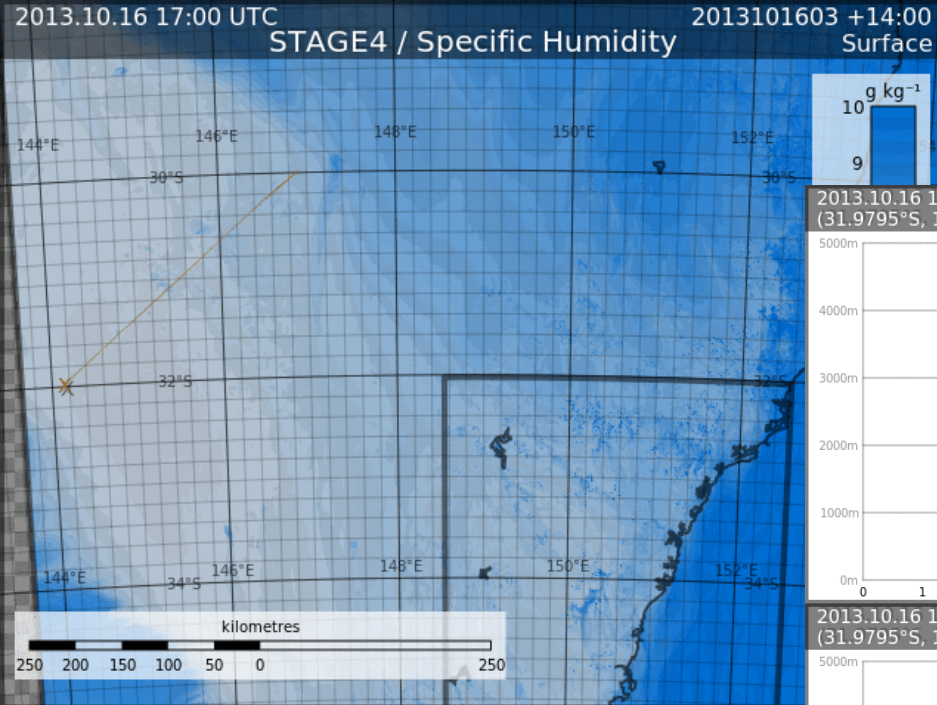 2013.10.16 17:00 UTC
2013101603 +14:00
STAGE4 / Specific Humidity
Surface
g kg⁻¹
10
9
144°E
146°E
148°E
150°E
152°E
30°S
30°S
2013.10.16 1
(31.9795°S, 1
5000m
4000m
3000m
2000m
1000m
0m
0
1
32°S
32°S
144°E
146°E
148°E
150°E
152°E
34°S
34°S
kilometres
250
200
150
100
50
0
250
2013.10.16 1
(31.9795°S, 1
5000m